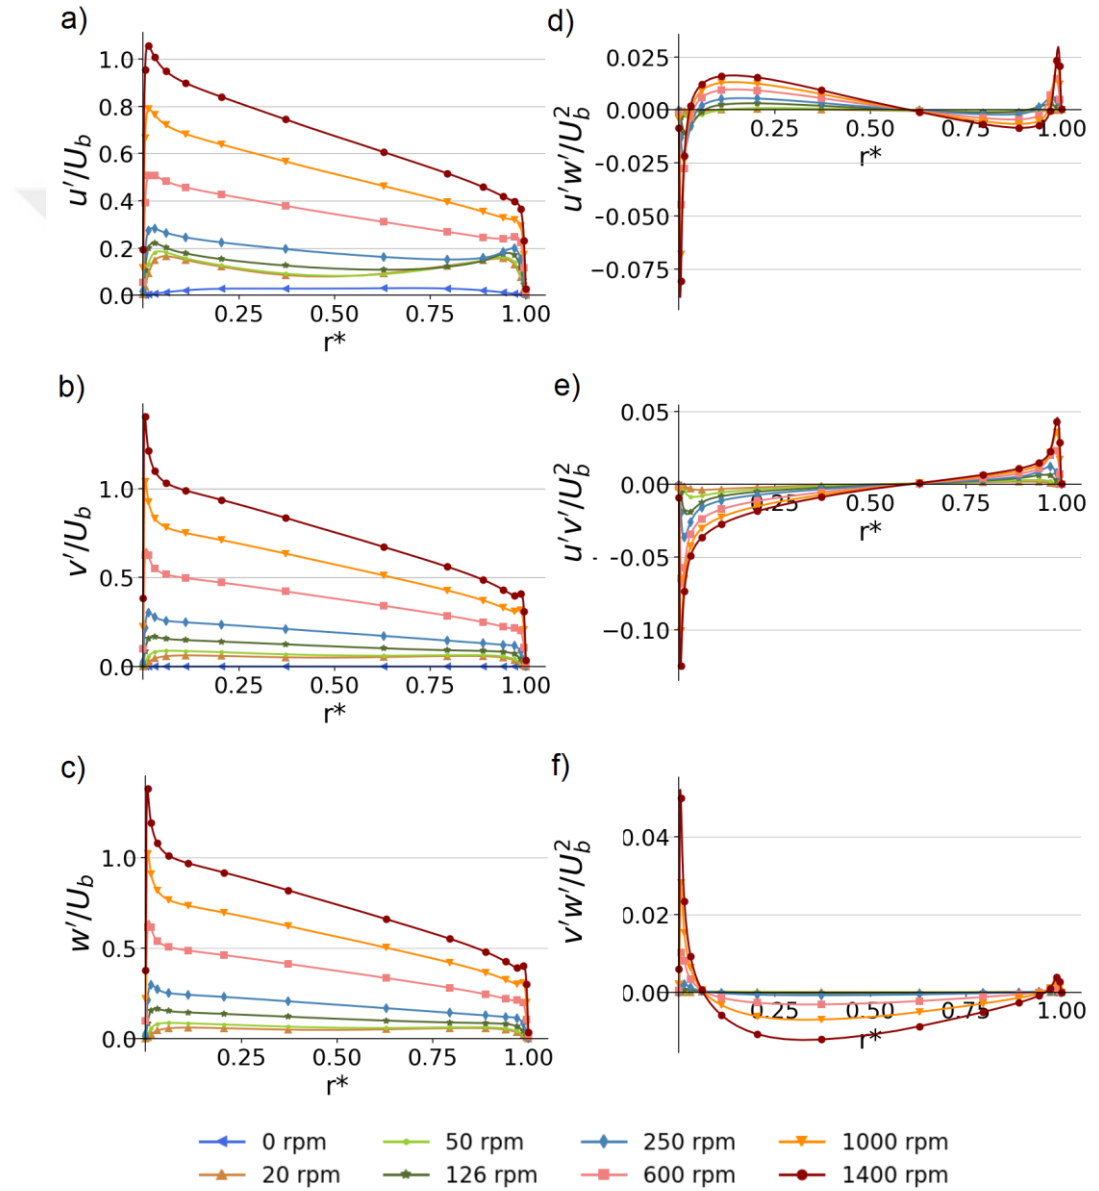 a)
1.0
0.8
0.6
0.4
0.2
0.0
0.25 0.50 0.75 1.00
r*
u'/U_b
b)
1.0
0.5
0.0
0.25 0.50 0.75 1.00
r*
v'/U_b
c)
1.0
0.5
0.0
0.25 0.50 0.75 1.00
r*
w'/U_b
d)
0.025
0.000
−0.025
−0.050
−0.075
0.25 0.50 0.75 1.00
r*
u'w'/U_b^2
e)
0.05
0.00
−0.05
−0.10
0.25 0.50 0.75 1.00
r*
u'v'/U_b^2
f)
0.04
0.02
0.00
0.25 0.50 0.75 1.00
r*
v'w'/U_b^2
0 rpm 50 rpm 250 rpm 1000 rpm
20 rpm 126 rpm 600 rpm 1400 rpm